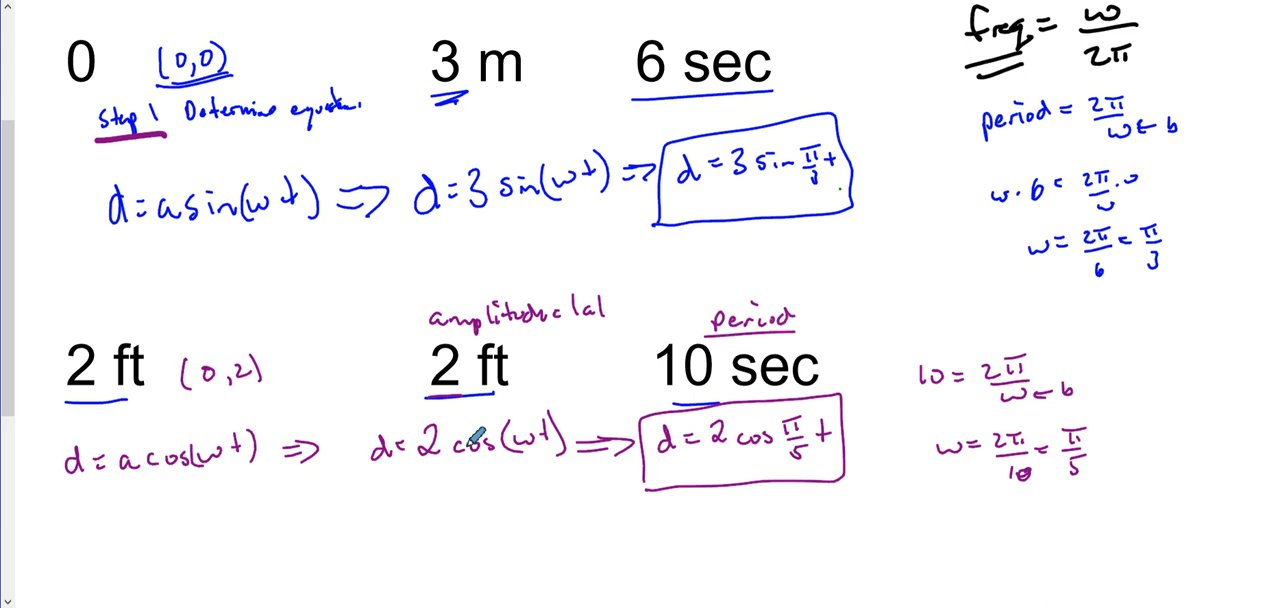 freq = ω/2π
0 (0,0) 3 m 6 sec
Step 1 Determine equation.
period = 2π/ω ← b
d = a sin(ωt) ⇒ d = 3 sin(ωt) ⇒ d = 3 sin π/3 t
ω · 6 = 2π/ω · ω
ω = 2π/6 = π/3
amplitude = |a| period
2 ft (0,2) 2 ft 10 sec
10 = 2π/ω ← b
d = a cos(ωt) ⇒ d = 2 cos(ωt) ⇒ d = 2 cos π/5 t
ω = 2π/10 = π/5